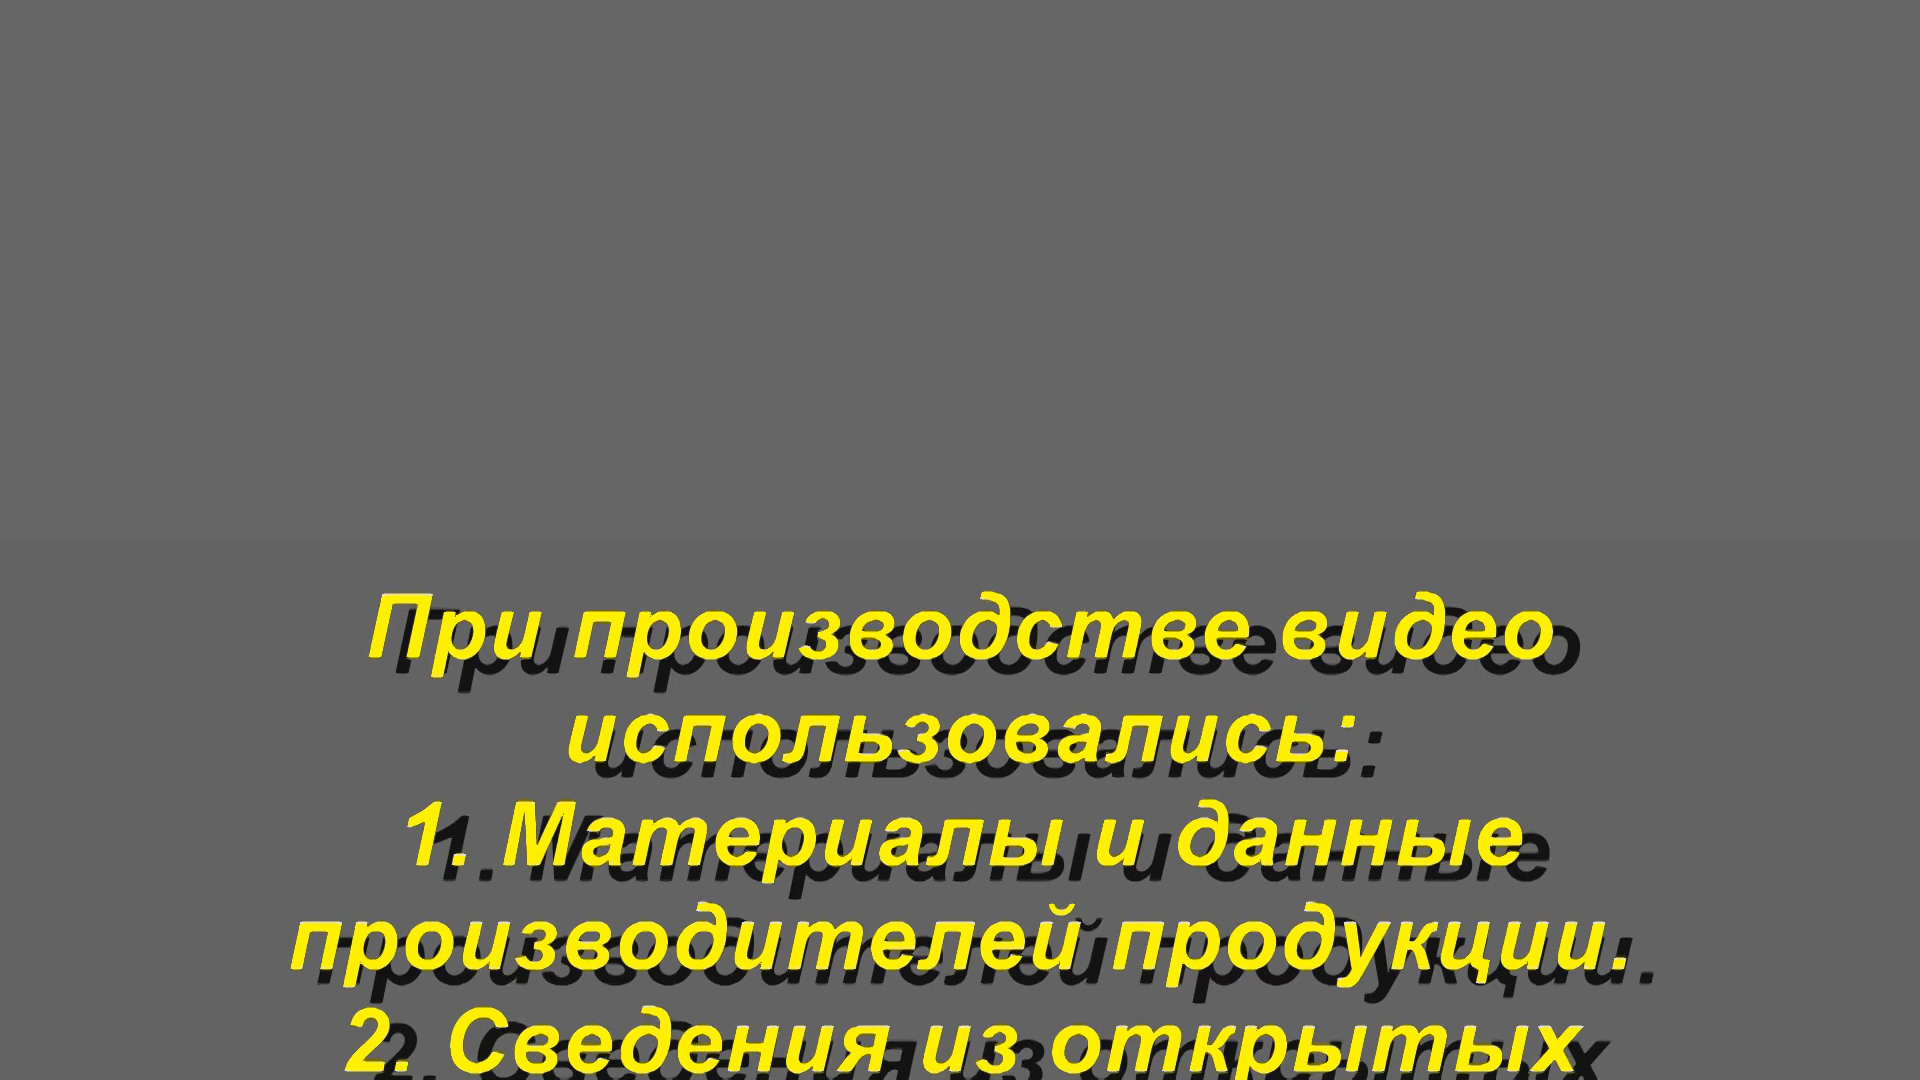 При производстве видео
использовались:
1. Материалы и данные
производителей продукции.
2. Сведения из открытых